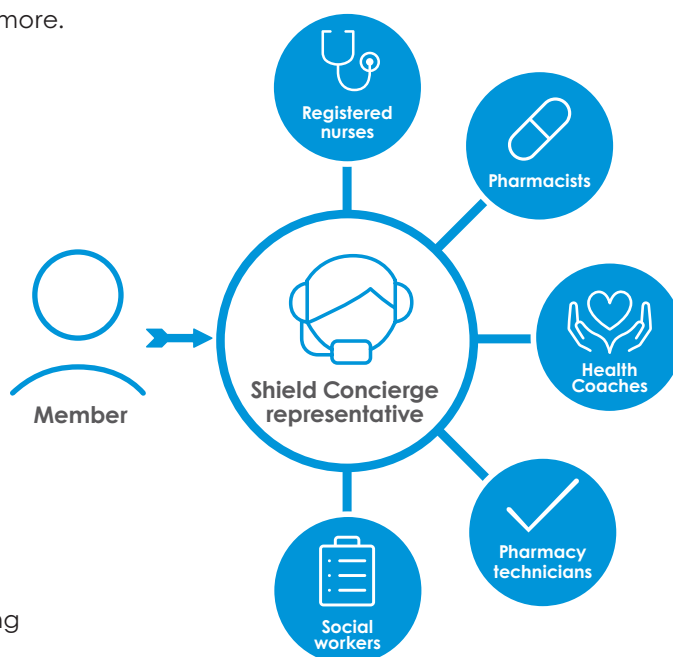 more.
Registered
nurses
Pharmacists
Health
Coaches
Shield Concierge
representative
Member
Pharmacy
technicians
Social
workers
ng